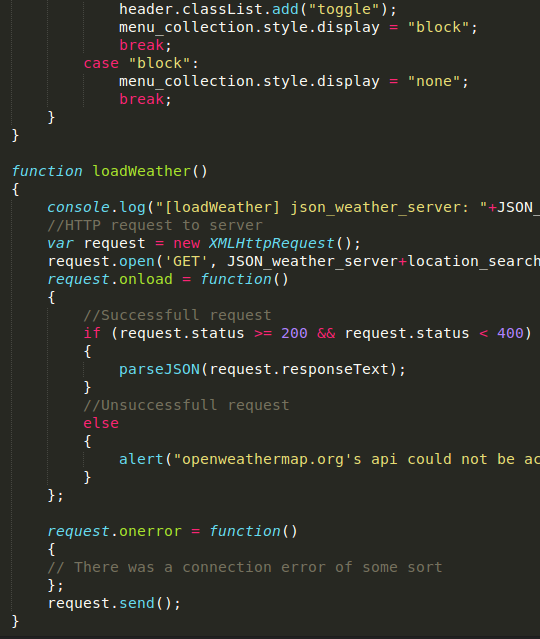 header.classList.add("toggle");
menu_collection.style.display = "block";
break;
case "block":
menu_collection.style.display = "none";
break;
}
}
function loadWeather()
{
console.log("[loadWeather] json_weather_server: "+JSON_
//HTTP request to server
var request = new XMLHttpRequest();
request.open('GET', JSON_weather_server+location_search
request.onload = function()
{
//Successfull request
if (request.status >= 200 && request.status < 400)
{
parseJSON(request.responseText);
}
//Unsuccessfull request
else
{
alert("openweathermap.org's api could not be ac
}
};
request.onerror = function()
{
// There was a connection error of some sort
};
request.send();
}